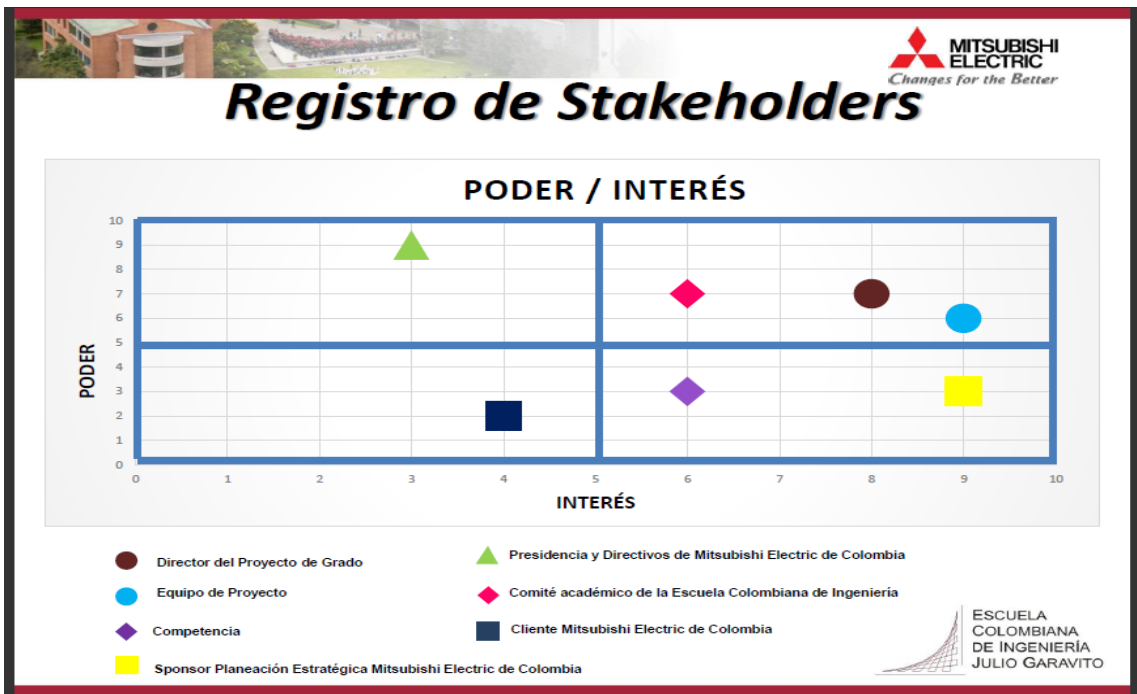 MITSUBISHI
ELECTRIC
Changes for the Better
Registro de Stakeholders
PODER / INTERÉS
10
9
8
7
6
5
4
3
2
1
0
PODER
0 1 2 3 4 5 6 7 8 9 10
INTERÉS
Director del Proyecto de Grado
Presidencia y Directivos de Mitsubishi Electric de Colombia
Equipo de Proyecto
Comité académico de la Escuela Colombiana de Ingeniería
Competencia
Cliente Mitsubishi Electric de Colombia
Sponsor Planeación Estratégica Mitsubishi Electric de Colombia
ESCUELA
COLOMBIANA
DE INGENIERÍA
JULIO GARAVITO